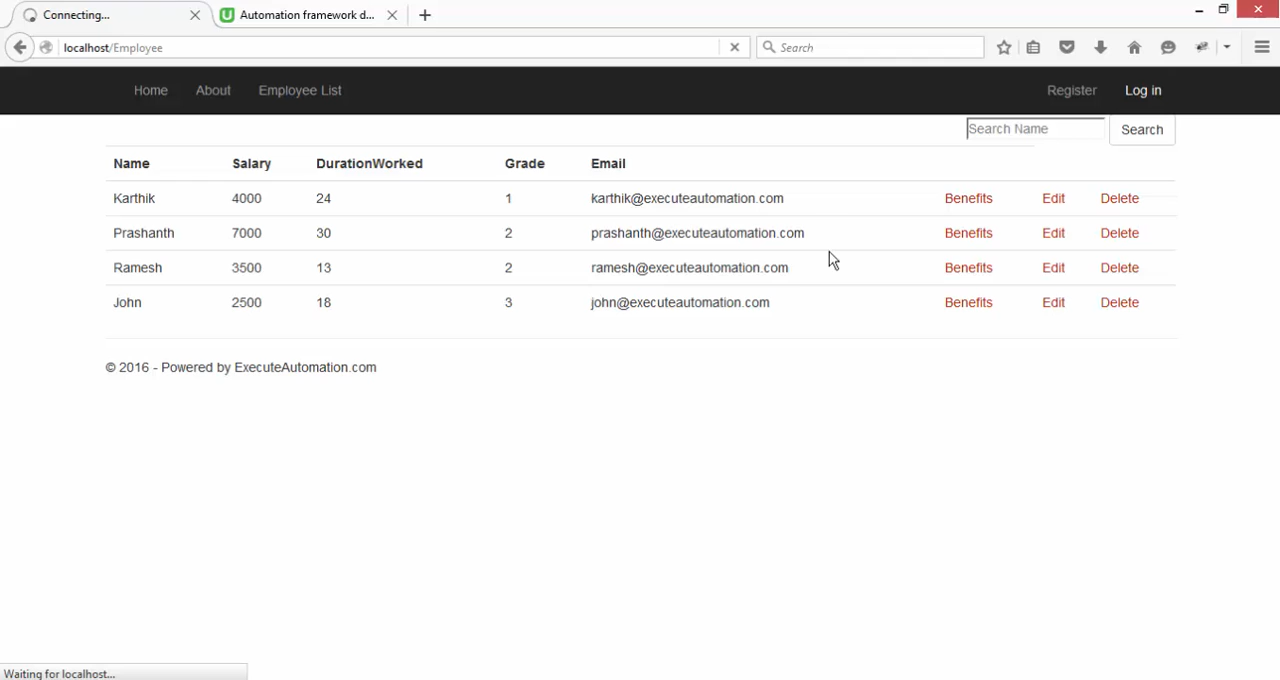 Connecting... Automation framework d...
localhost/Employee Search
Home About Employee List Register Log in
Search Name Search
Name Salary DurationWorked Grade Email
Karthik 4000 24 1 karthik@executeautomation.com Benefits Edit Delete
Prashanth 7000 30 2 prashanth@executeautomation.com Benefits Edit Delete
Ramesh 3500 13 2 ramesh@executeautomation.com Benefits Edit Delete
John 2500 18 3 john@executeautomation.com Benefits Edit Delete
© 2016 - Powered by ExecuteAutomation.com
Waiting for localhost...